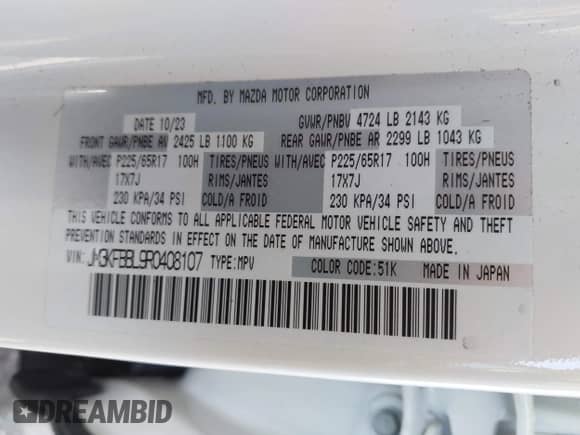 MFD. BY MAZDA MOTOR CORPORATION
DATE 10/23 GVWR/PNBV 4724 LB 2143 KG
FRONT GAWR/PNBE AV 2425 LB 1100 KG REAR GAWR/PNBE AR 2299 LB 1043 KG
WITH/AVEC P225/65R17 100H TIRES/PNEUS WITH/AVEC P225/65R17 100H TIRES/PNEUS
17X7J RIMS/JANTES 17X7J RIMS/JANTES
230 KPA/34 PSI COLD/A FROID 230 KPA/34 PSI COLD/A FROID
THIS VEHICLE CONFORMS TO ALL APPLICABLE FEDERAL MOTOR VEHICLE SAFETY AND THEFT
PREVENTION STANDARDS IN EFFECT ON THE DATE OF MANUFACTURE SHOWN ABOVE.
VIN: JM3KFBBL9R0408107 TYPE:MPV COLOR CODE:51K MADE IN JAPAN
DREAMBID